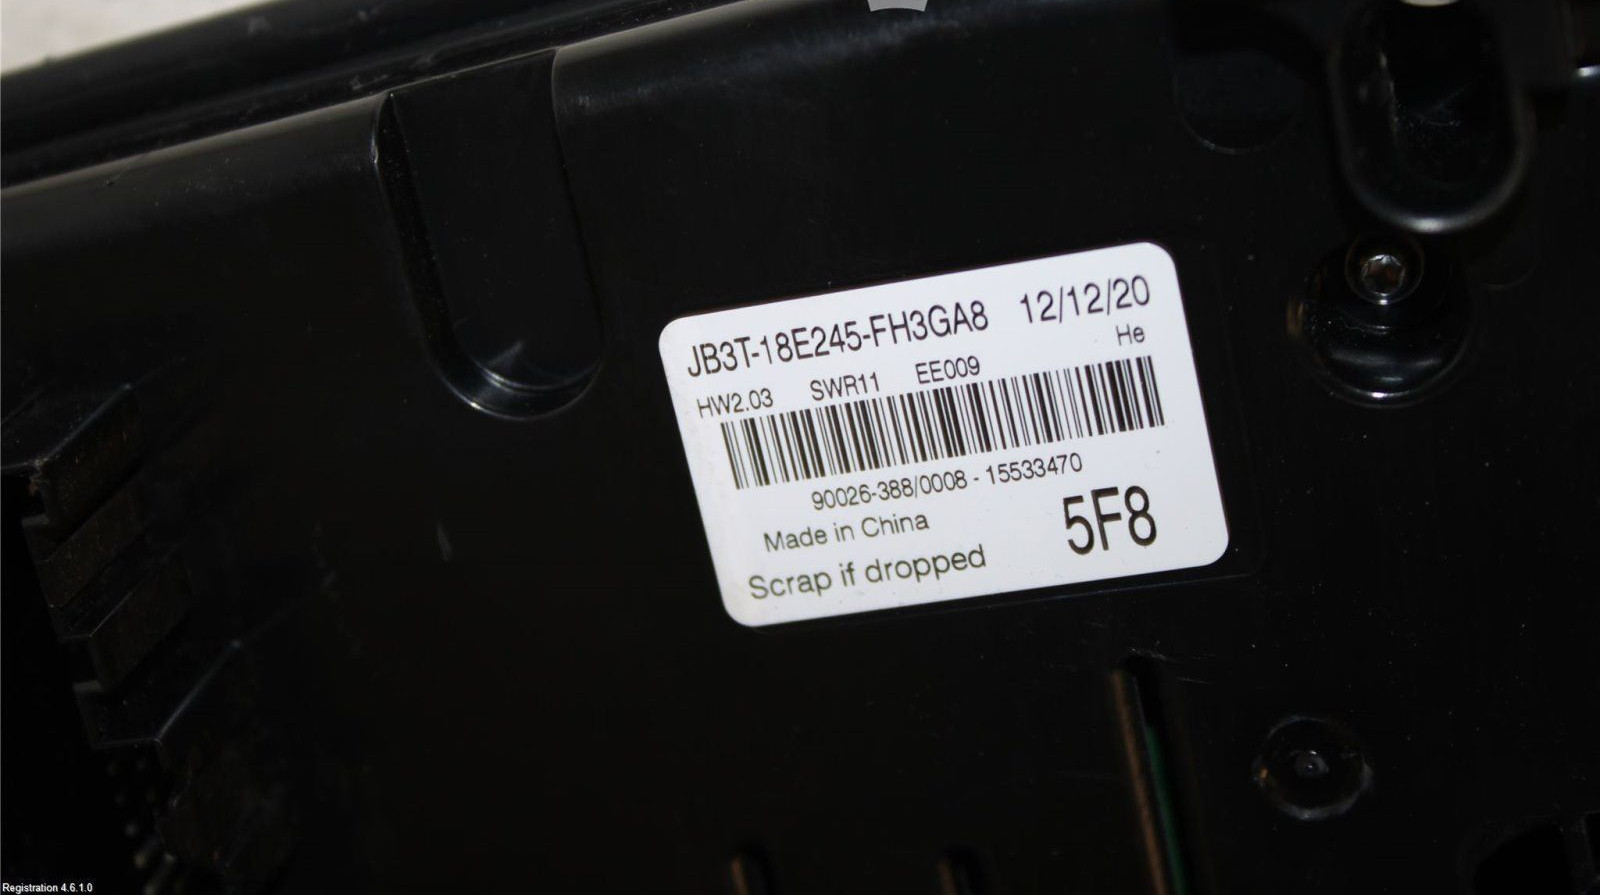 JB3T-18E245-FH3GA8 12/12/20
He
HW2.03 SWR11 EE009
90026-388/0008 - 15533470
Made in China
5F8
Scrap if dropped
Registration 4.6.1.0